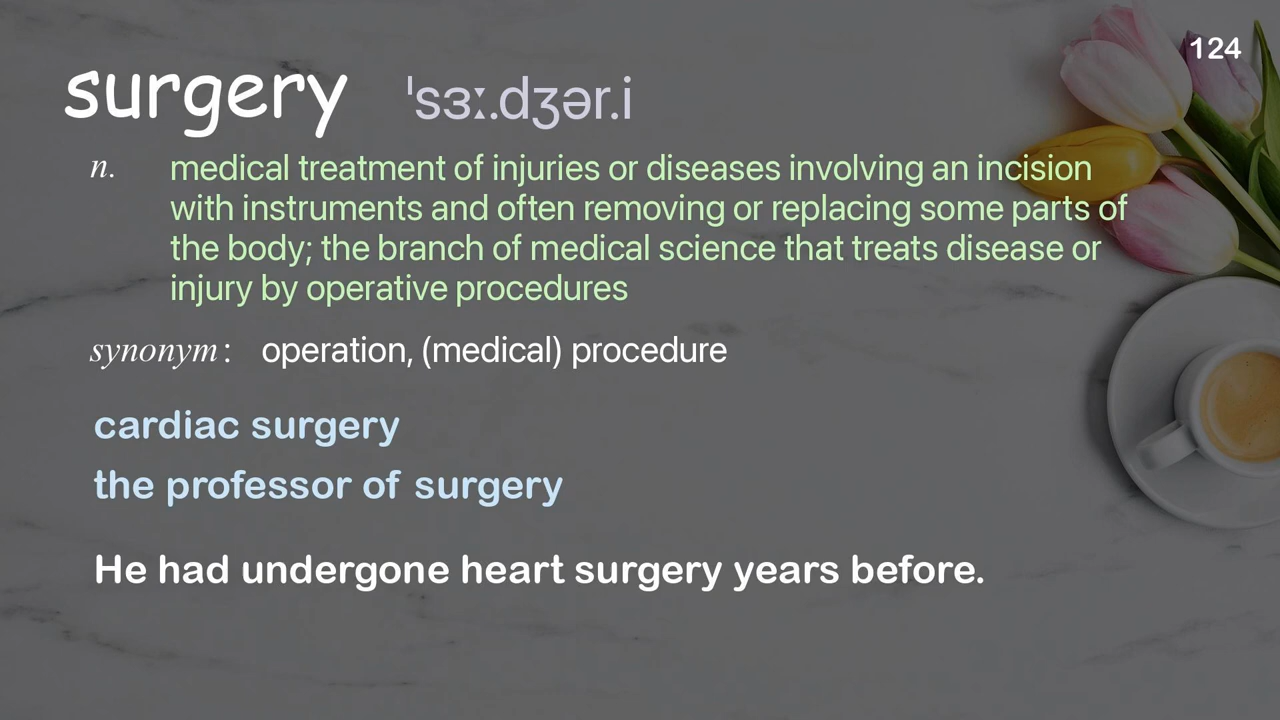 124
surgery ˈsɜː.dʒər.i
n. medical treatment of injuries or diseases involving an incision
with instruments and often removing or replacing some parts of
the body; the branch of medical science that treats disease or
injury by operative procedures
synonym : operation, (medical) procedure
cardiac surgery
the professor of surgery
He had undergone heart surgery years before.